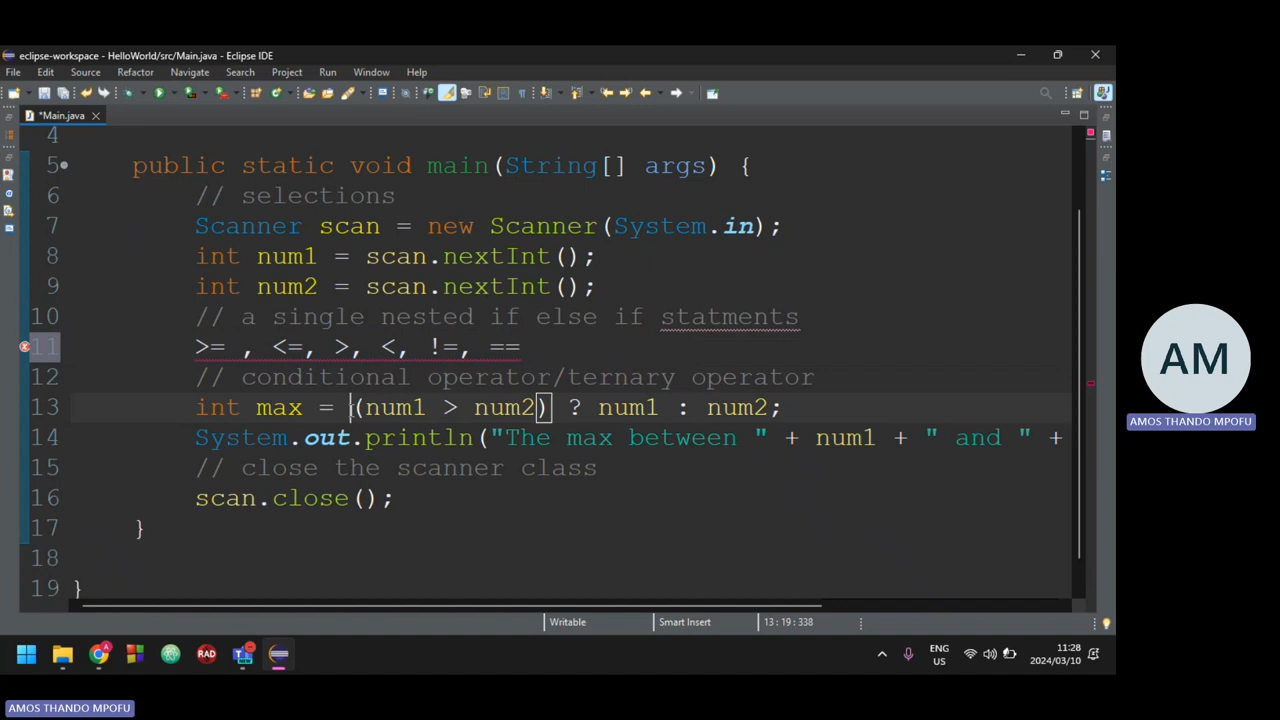 eclipse-workspace - HelloWorld/src/Main.java - Eclipse IDE
File Edit Source Refactor Navigate Search Project Run Window Help
*Main.java
4
5 public static void main(String[] args) {
6 // selections
7 Scanner scan = new Scanner(System.in);
8 int num1 = scan.nextInt();
9 int num2 = scan.nextInt();
10 // a single nested if else if statments
11 >= , <=, >, <, !=, ==
12 // conditional operator/ternary operator
13 int max = (num1 > num2) ? num1 : num2;
14 System.out.println("The max between " + num1 + " and " +
15 // close the scanner class
16 scan.close();
17 }
18
19 }
Writable Smart Insert 13 : 19 : 338
AM
AMOS THANDO MPOFU
RAD
ENG
US
11:28
2024/03/10
AMOS THANDO MPOFU